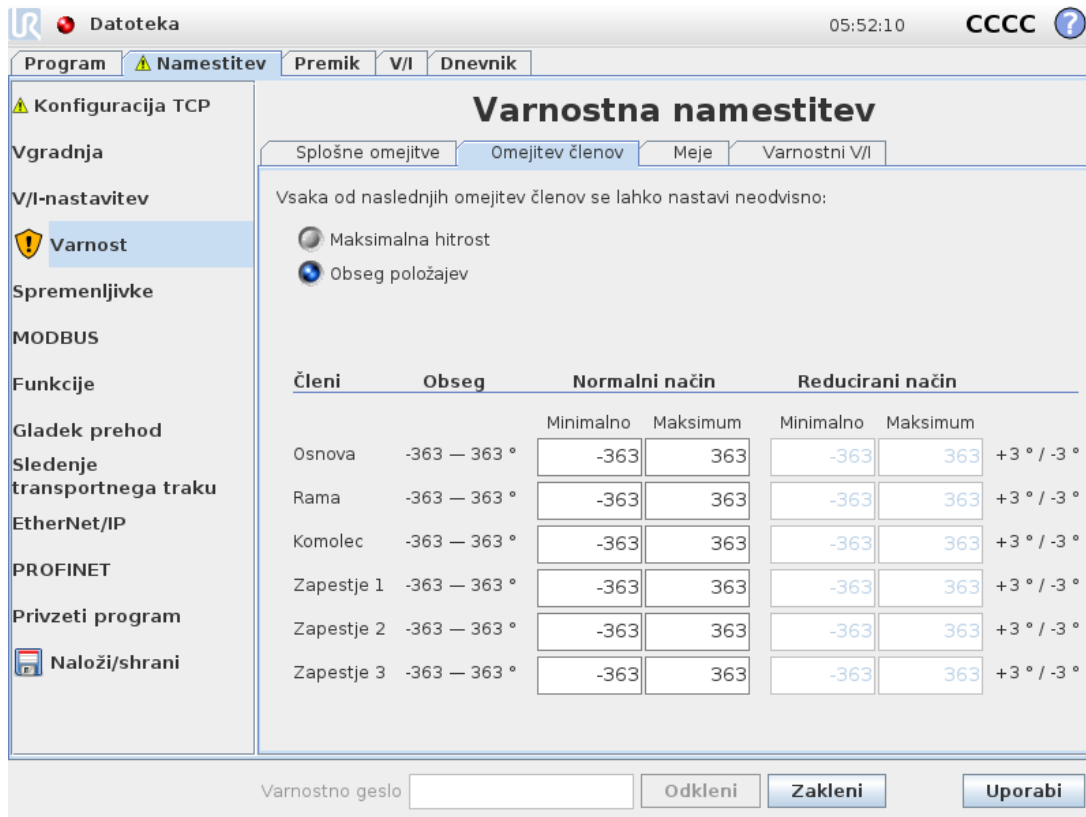 UR Datoteka 05:52:10 CCCC ?
Program Namestitev Premik V/I Dnevnik
Konfiguracija TCP
Vgradnja
V/I-nastavitev
Varnost
Spremenljivke
MODBUS
Funkcije
Gladek prehod
Sledenje
transportnega traku
EtherNet/IP
PROFINET
Privzeti program
Naloži/shrani
Varnostna namestitev
Splošne omejitve Omejitev členov Meje Varnostni V/I
Vsaka od naslednjih omejitev členov se lahko nastavi neodvisno:
Maksimalna hitrost
Obseg položajev
Členi Obseg Normalni način Reducirani način
Minimalno Maksimum Minimalno Maksimum
Osnova -363 — 363 ° -363 363 -363 363 +3 ° / -3 °
Rama -363 — 363 ° -363 363 -363 363 +3 ° / -3 °
Komolec -363 — 363 ° -363 363 -363 363 +3 ° / -3 °
Zapestje 1 -363 — 363 ° -363 363 -363 363 +3 ° / -3 °
Zapestje 2 -363 — 363 ° -363 363 -363 363 +3 ° / -3 °
Zapestje 3 -363 — 363 ° -363 363 -363 363 +3 ° / -3 °
Varnostno geslo Odkleni Zakleni Uporabi